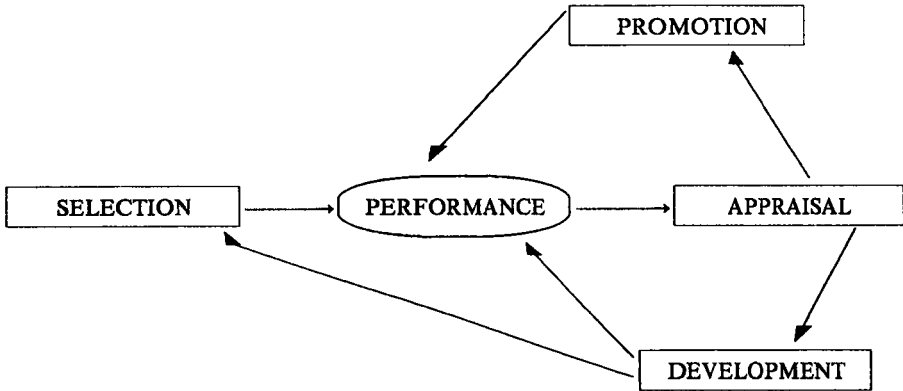 PROMOTION
SELECTION
PERFORMANCE
APPRAISAL
DEVELOPMENT